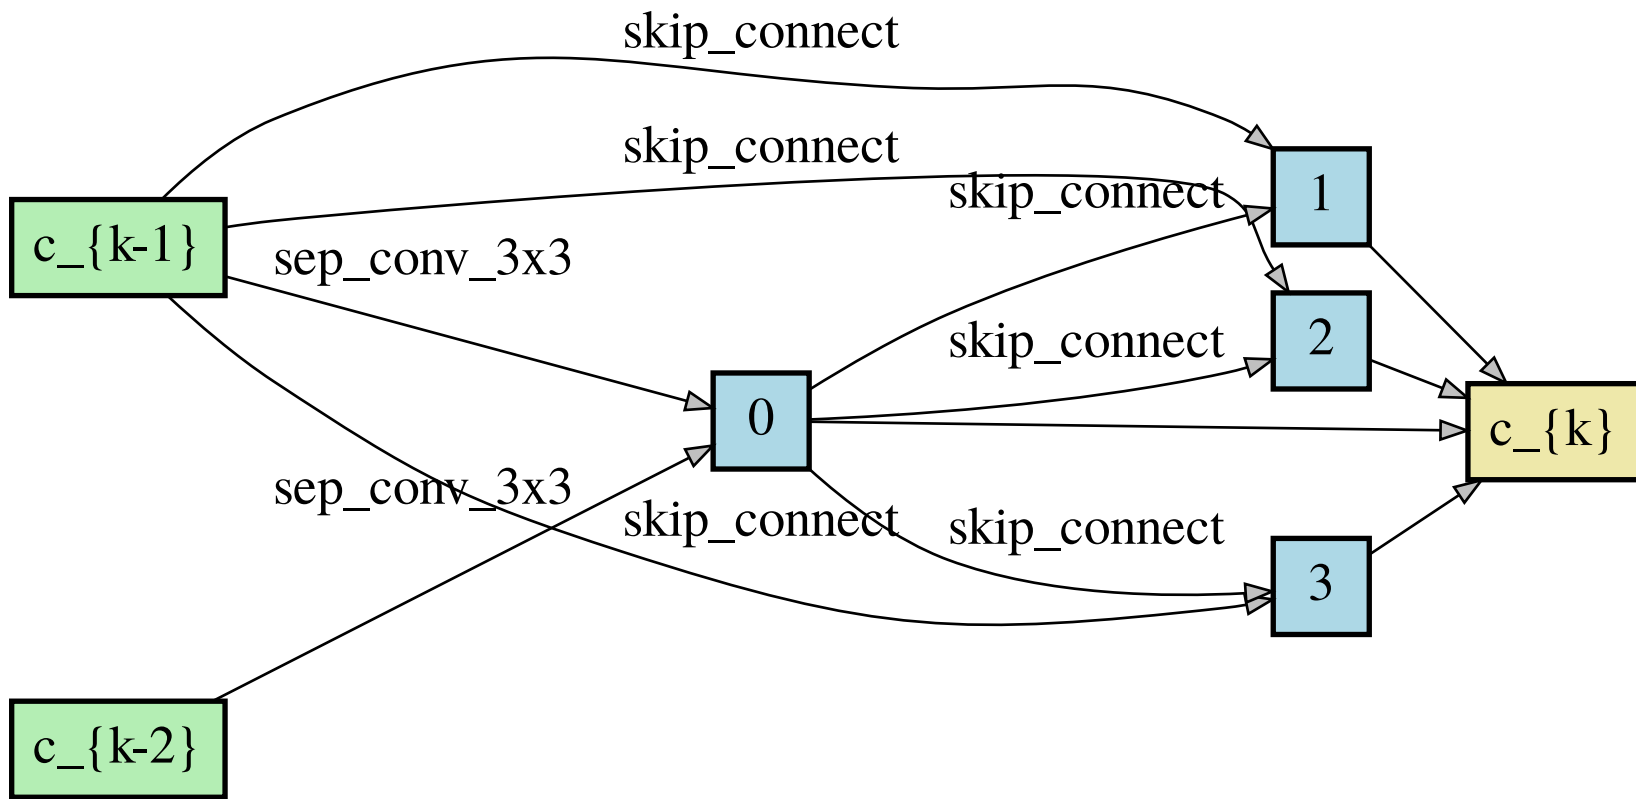 skip_connect
skip_connect
skip_connect
1
c_{k-1}
sep_conv_3x3
skip_connect
2
0
c_{k}
sep_conv_3x3
skip_connect
skip_connect
3
c_{k-2}